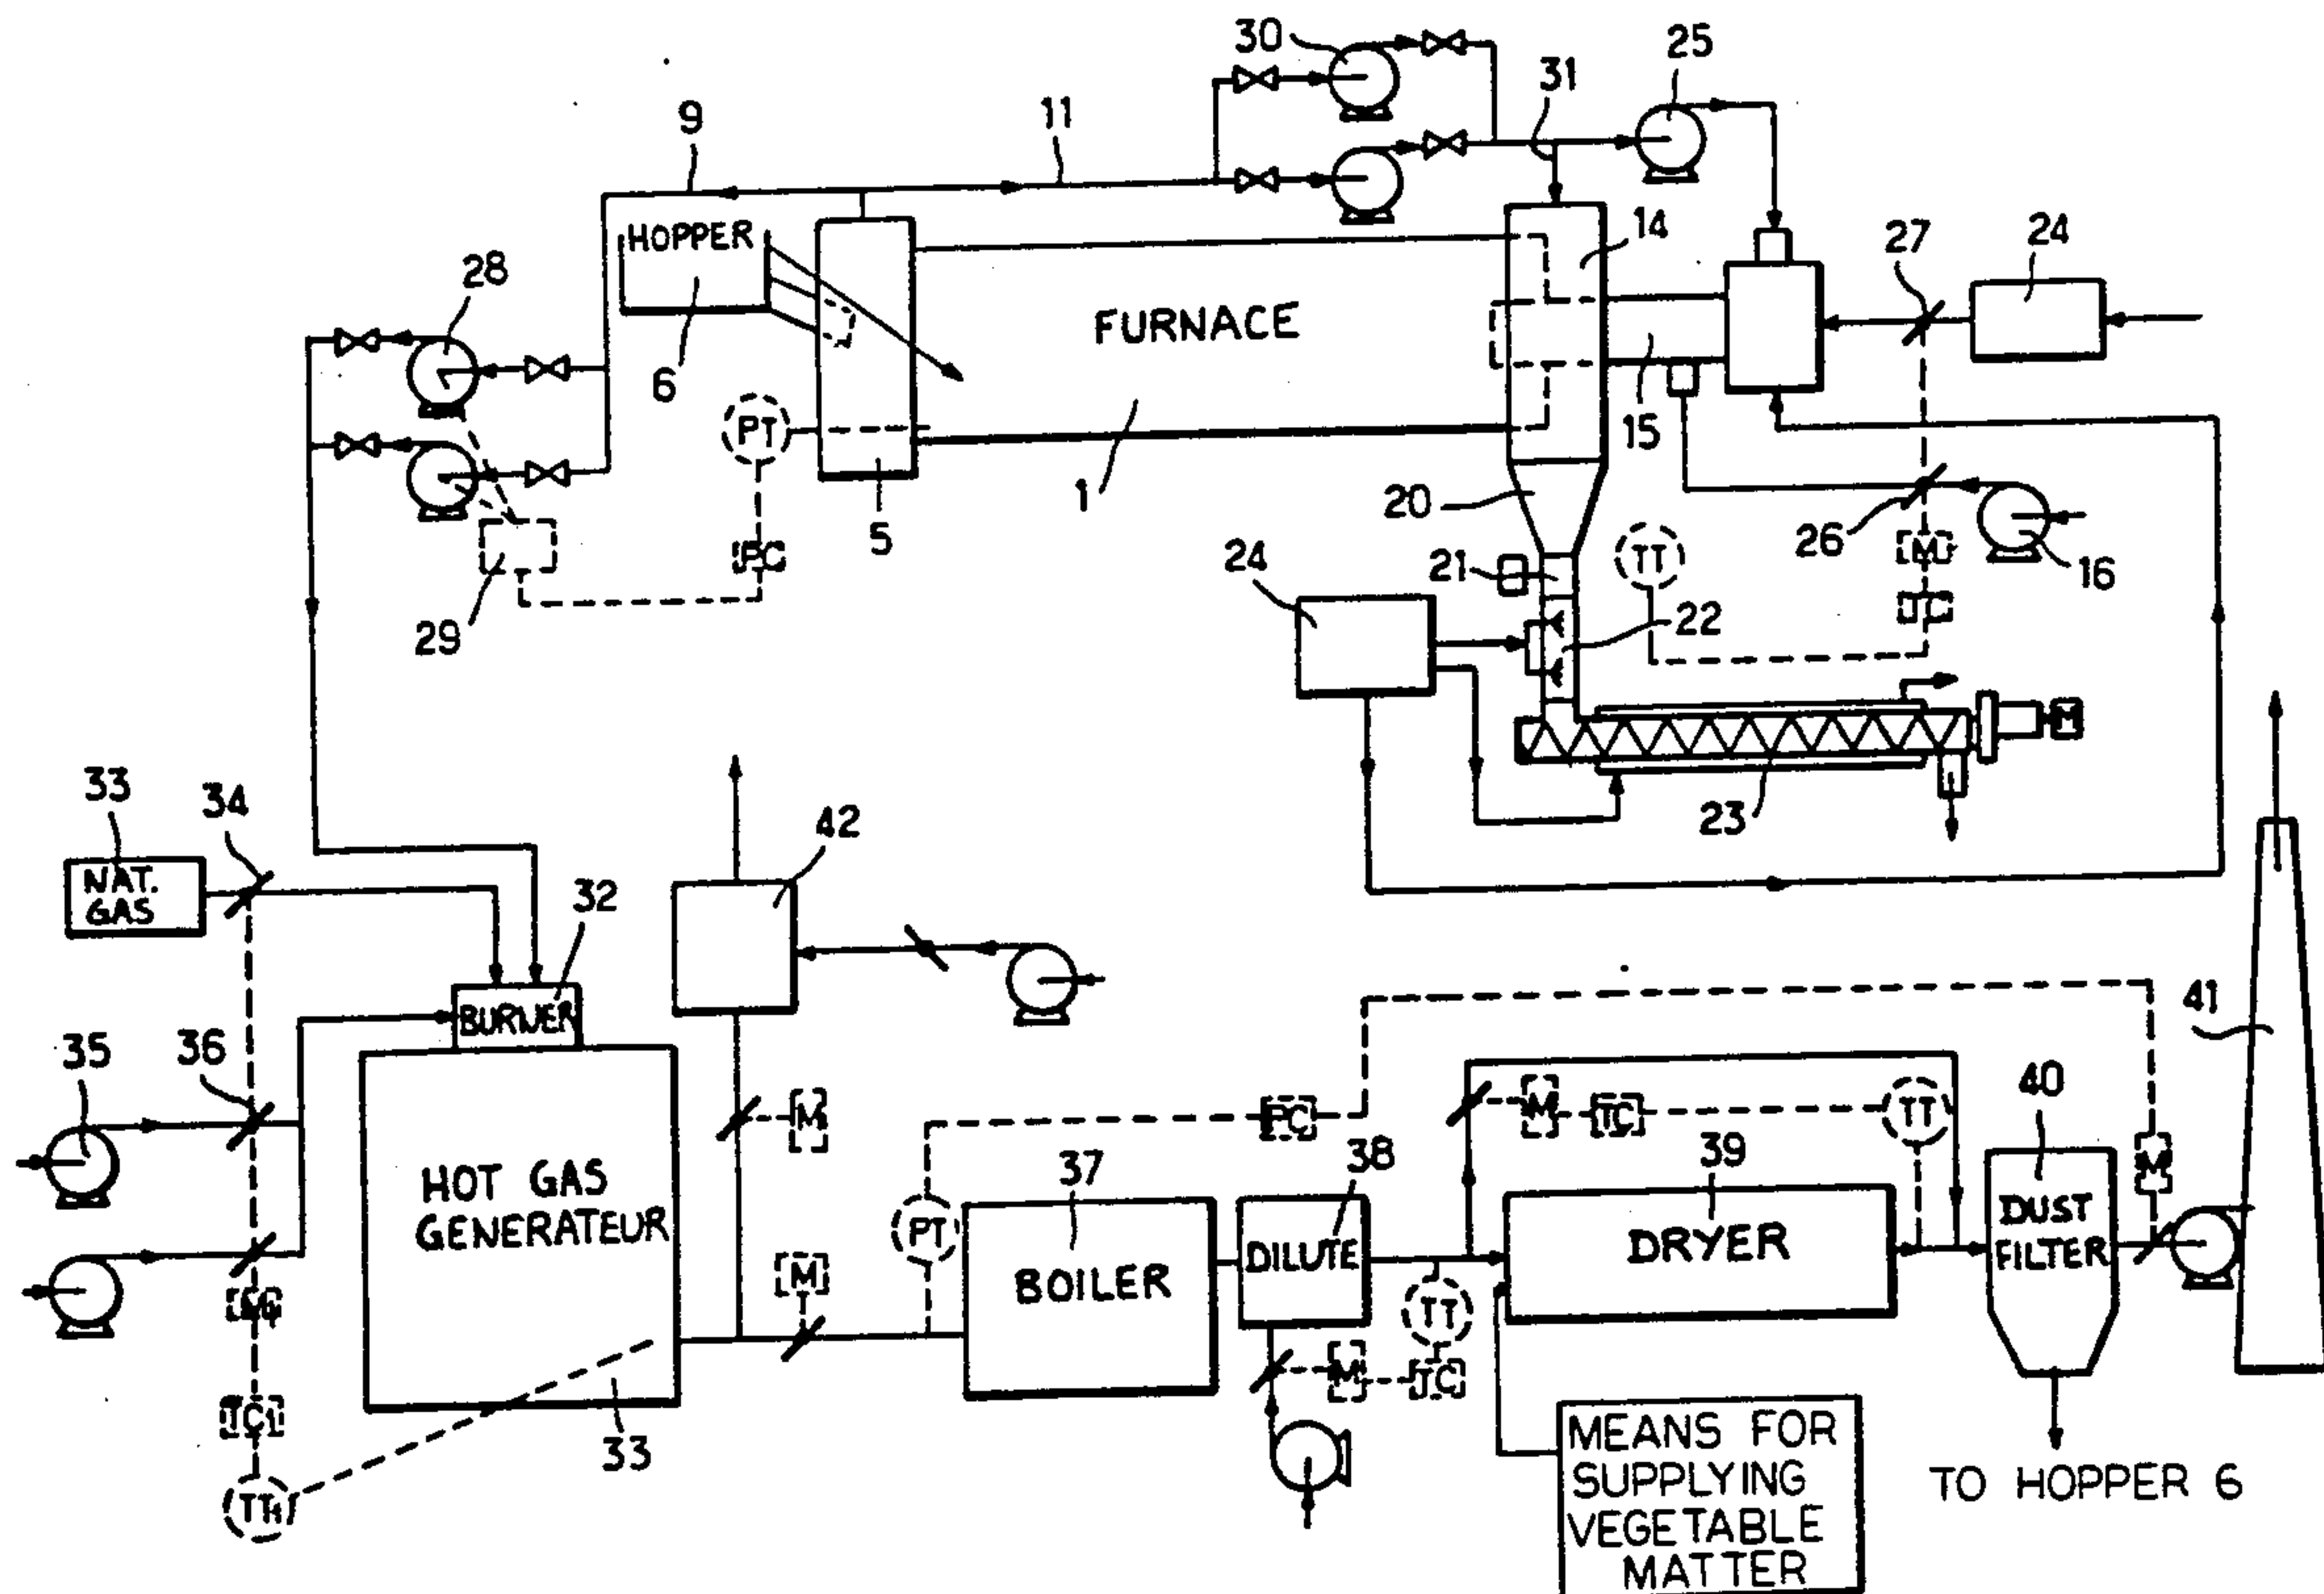 30
25
31
9
11
HOPPER
14
27
24
28
6
FURNACE
PT
15
1
5
20
26
M
16
24
21
TT
TC
PC
29
22
M
23
33
34
42
NAT.
GAS
32
BURNER
41
35
36
40
M
PC
M
TC
TT
38
39
M
37
HOT GAS
GENERATEUR
PT
DILUTE
DRYER
DUST
FILTER
M
BOILER
TT
M
TC
TC1
33
MEANS FOR
SUPPLYING
VEGETABLE
MATTER
TO HOPPER 6